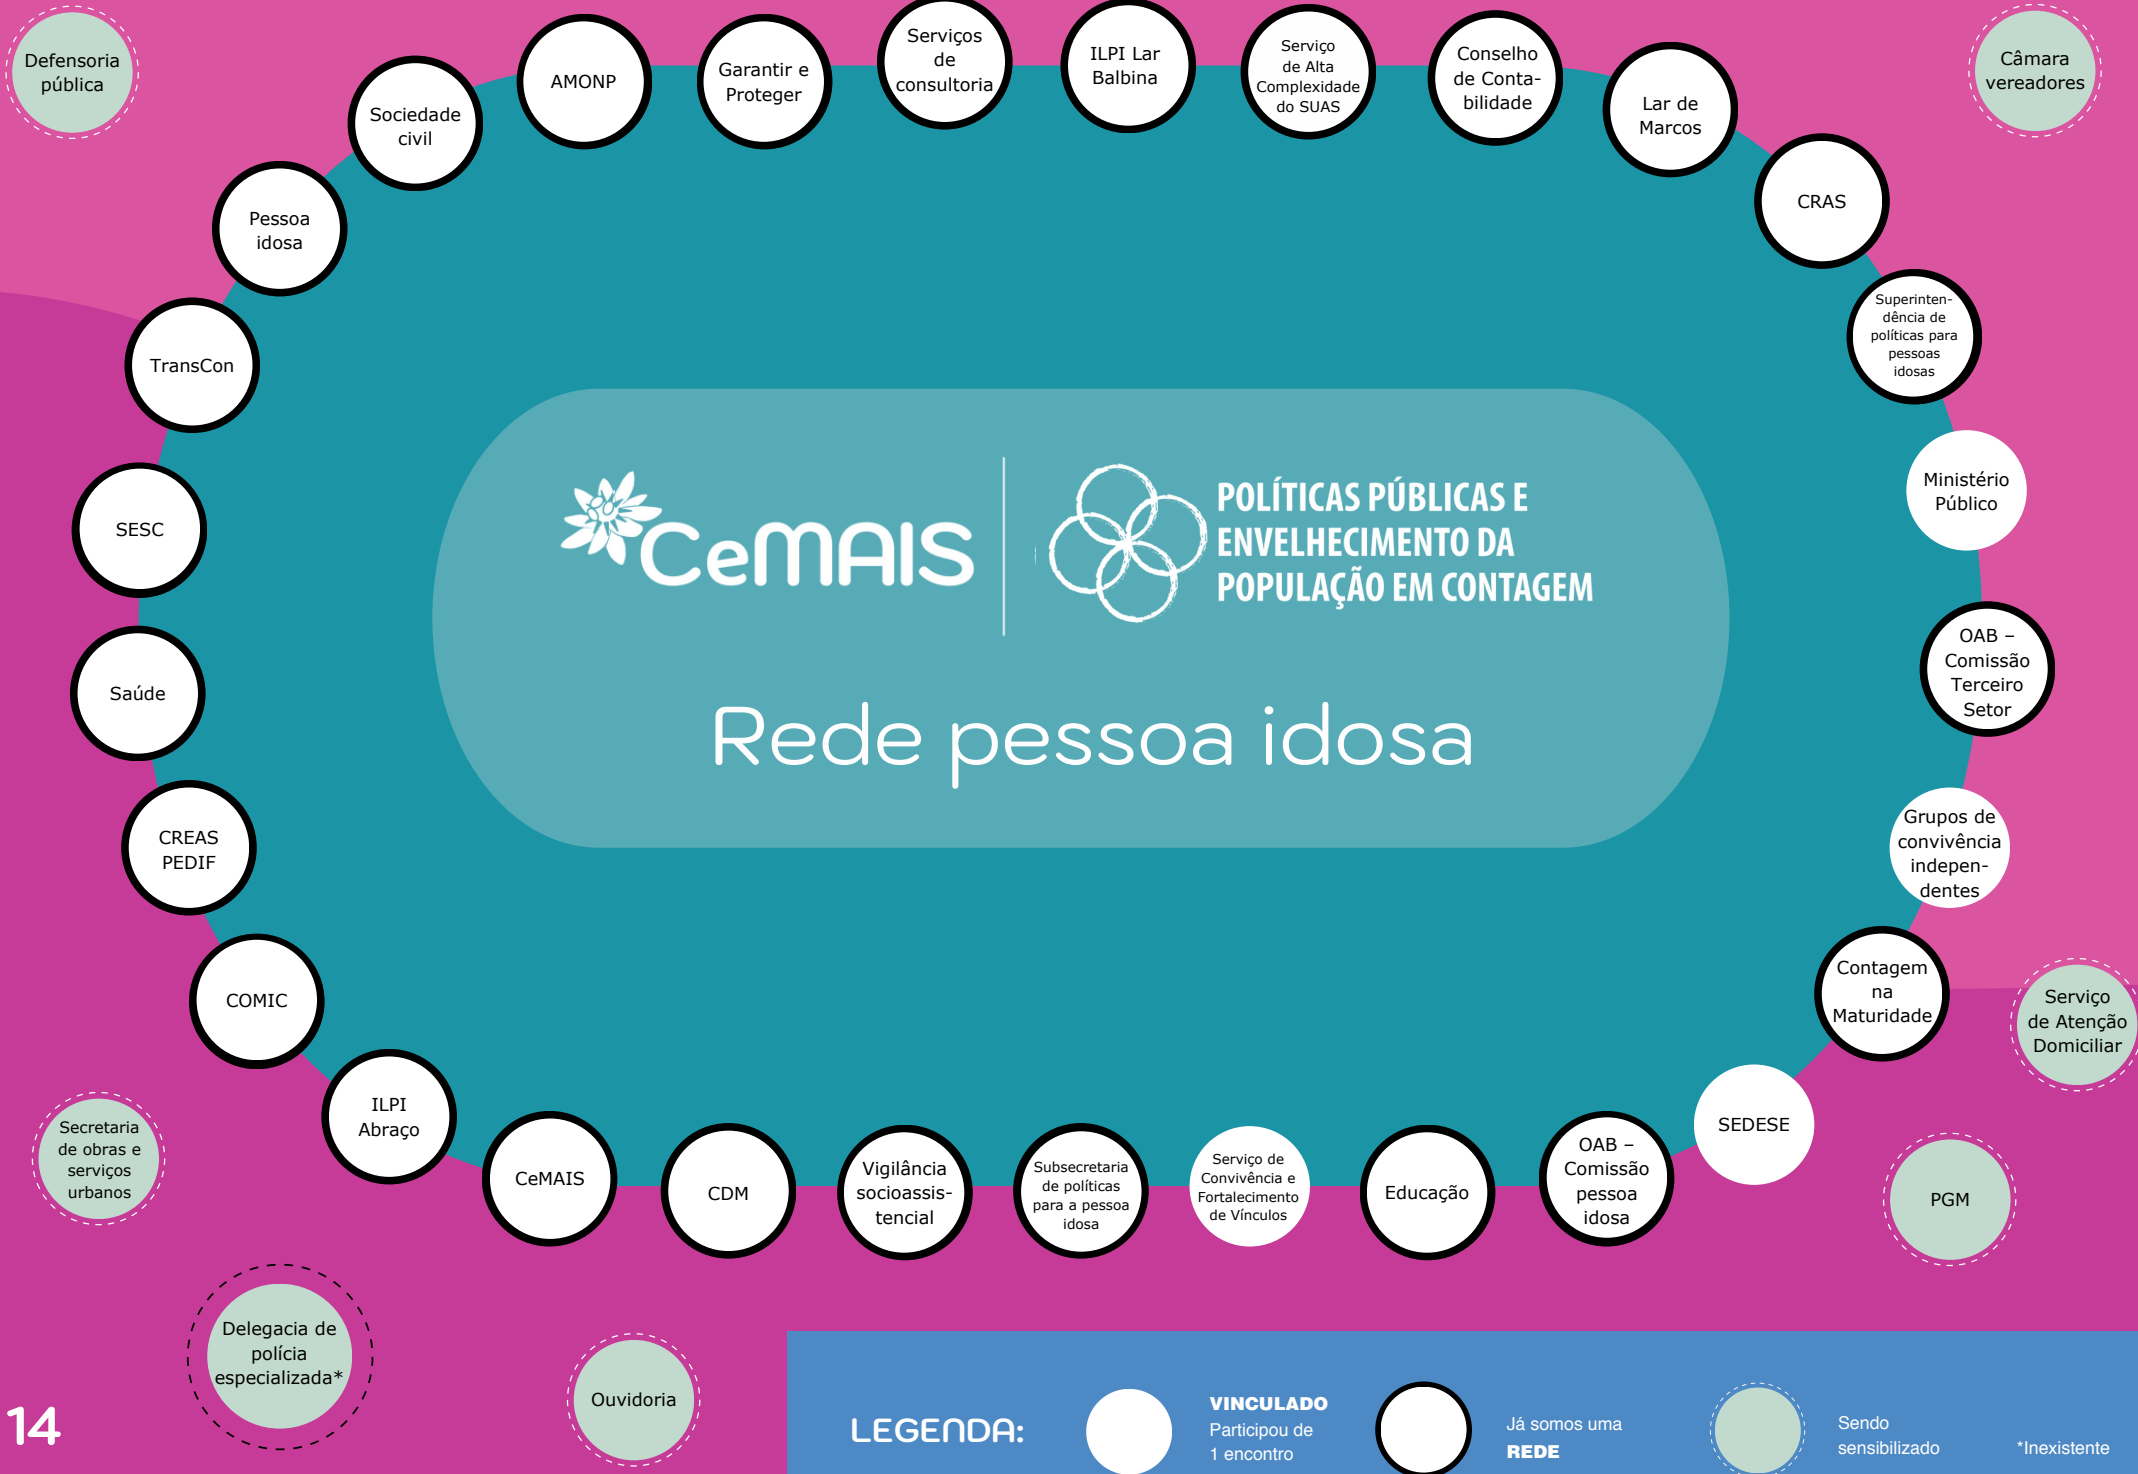 Defensoria
pública
Sociedade
civil
AMONP
Garantir e
Proteger
Serviços
de
consultoria
ILPI Lar
Balbina
Serviço
de Alta
Complexidade
do SUAS
Conselho
de Conta-
bilidade
Lar de
Marcos
Câmara
vereadores
CRAS
Pessoa
idosa
Superinten-
dência de
políticas para
pessoas
idosas
TransCon
Ministério
Público
SESC
CeMAIS
POLÍTICAS PÚBLICAS E
ENVELHECIMENTO DA
POPULAÇÃO EM CONTAGEM
Rede pessoa idosa
OAB –
Comissão
Terceiro
Setor
Saúde
Grupos de
convivência
indepen-
dentes
CREAS
PEDIF
Contagem
na
Maturidade
COMIC
Serviço
de Atenção
Domiciliar
ILPI
Abraço
SEDESE
Secretaria
de obras e
serviços
urbanos
CeMAIS
CDM
Vigilância
socioassis-
tencial
Subsecretaria
de políticas
para a pessoa
idosa
Serviço de
Convivência e
Fortalecimento
de Vínculos
Educação
OAB –
Comissão
pessoa
idosa
PGM
Delegacia de
polícia
especializada*
Ouvidoria
14
LEGENDA:
VINCULADO
Participou de
1 encontro
Já somos uma
REDE
Sendo
sensibilizado
*Inexistente